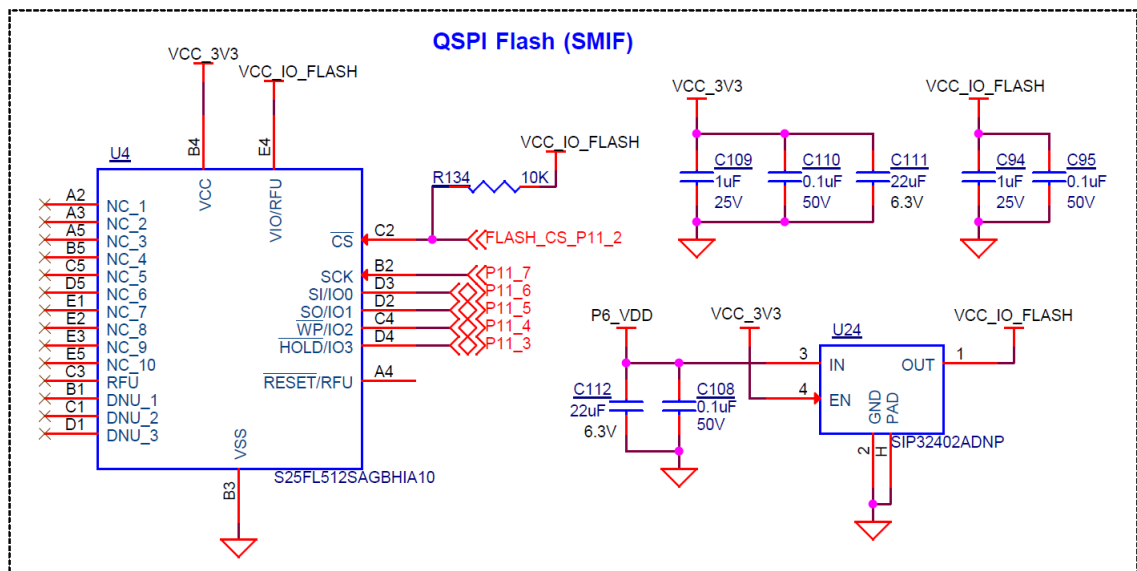 QSPI Flash (SMIF)
VCC_3V3
VCC_IO_FLASH
U4
B4
E4
VCC
VIO/RFU
A2 NC_1
A3 NC_2
A5 NC_3
B5 NC_4
C5 NC_5
D5 NC_6
E1 NC_7
E2 NC_8
E3 NC_9
E5 NC_10
C3 RFU
B1 DNU_1
C1 DNU_2
D1 DNU_3
CS C2 FLASH_CS_P11_2
SCK B2 P11_7
SI/IO0 D3 P11_6
SO/IO1 D2 P11_5
WP/IO2 C4 P11_4
HOLD/IO3 D4 P11_3
RESET/RFU A4
VSS
B3
S25FL512SAGBHIA10
VCC_IO_FLASH
R134 10K
VCC_3V3
C109
1uF
25V
C110
0.1uF
50V
C111
22uF
6.3V
VCC_IO_FLASH
C94
1uF
25V
C95
0.1uF
50V
P6_VDD
VCC_3V3
VCC_IO_FLASH
U24
3 IN
OUT 1
4 EN
GND
PAD
2
H
SIP32402ADNP
C112
22uF
6.3V
C108
0.1uF
50V